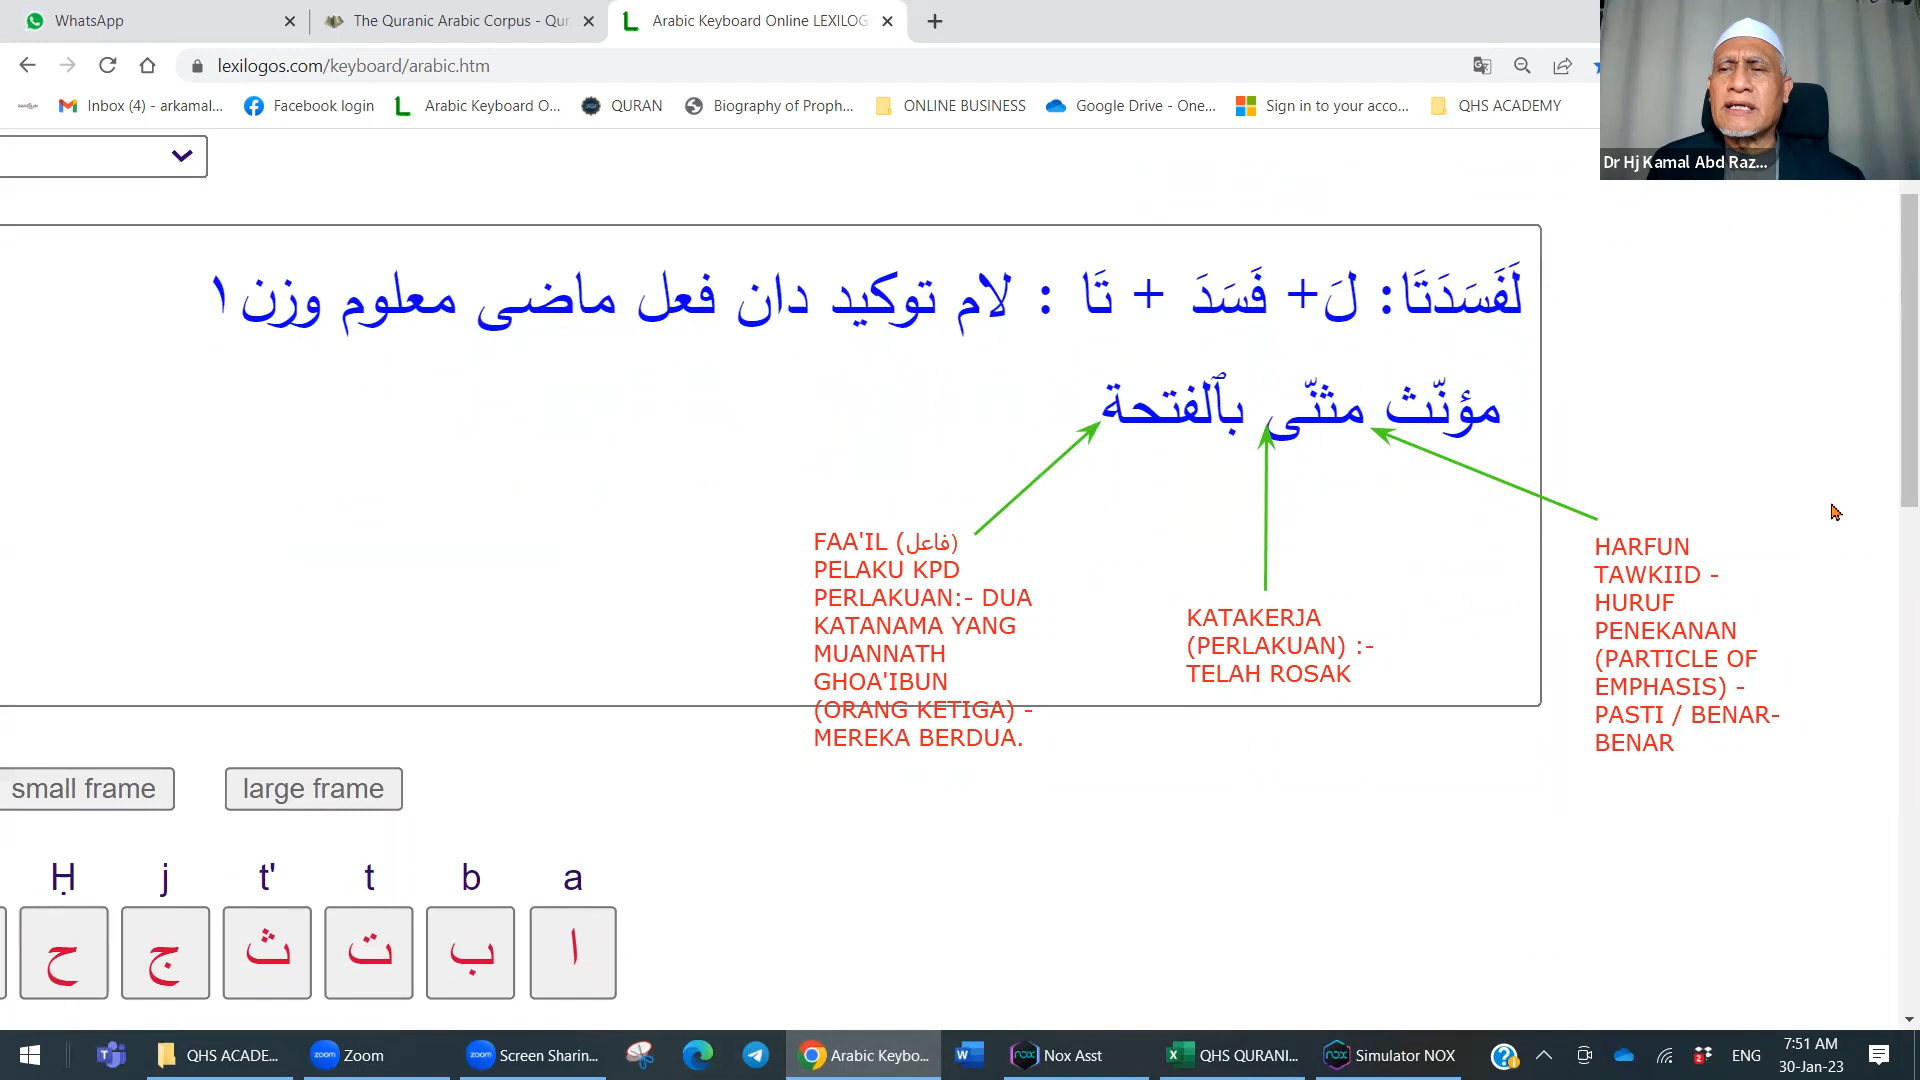 WhatsApp
The Quranic Arabic Corpus - Qur
Arabic Keyboard Online LEXILOG
lexilogos.com/keyboard/arabic.htm
Inbox (4) - arkamal...
Facebook login
Arabic Keyboard O...
QURAN
Biography of Proph...
ONLINE BUSINESS
Google Drive - One...
Sign in to your acco...
QHS ACADEMY
Dr Hj Kamal Abd Raz...
لَفَسَدَتَا: لَ+ فَسَدَ + تَا : لام توكيد دان فعل ماضى معلوم وزن ١
مؤنّث مثنّى بٱلفتحة
FAA'IL (فاعل)
PELAKU KPD
PERLAKUAN:- DUA
KATANAMA YANG
MUANNATH
GHOA'IBUN
(ORANG KETIGA) -
MEREKA BERDUA.
KATAKERJA
(PERLAKUAN) :-
TELAH ROSAK
HARFUN
TAWKIID -
HURUF
PENEKANAN
(PARTICLE OF
EMPHASIS) -
PASTI / BENAR-
BENAR
small frame
large frame
Ḥ j t' t b a
ح ج ث ت ب ا
QHS ACADE...
Zoom
Screen Sharin...
Arabic Keybo...
Nox Asst
QHS QURANI...
Simulator NOX
ENG
7:51 AM
30-Jan-23